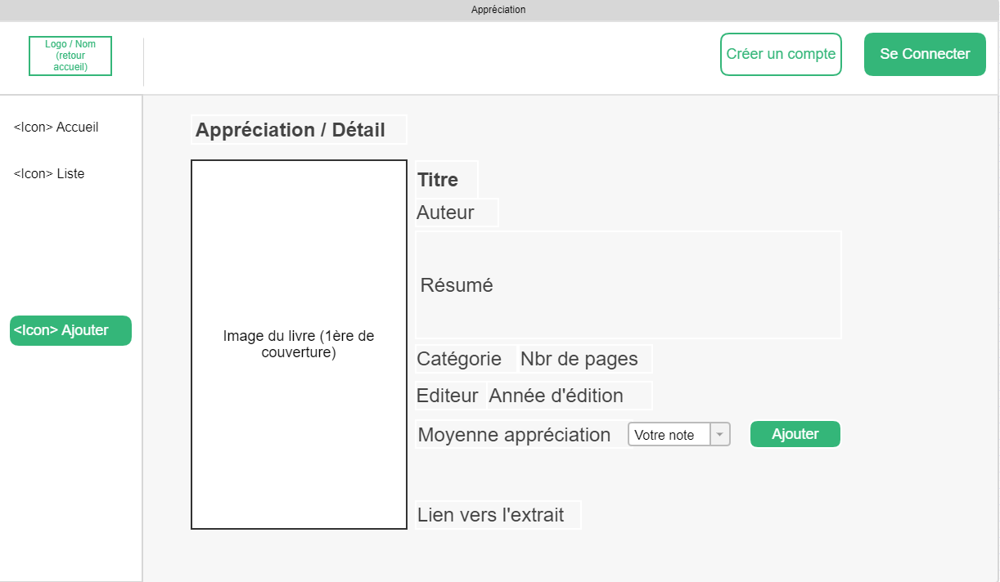 Appréciation
Logo / Nom
(retour
accueil)
Créer un compte
Se Connecter
<Icon> Accueil
<Icon> Liste
<Icon> Ajouter
Appréciation / Détail
Image du livre (1ère de
couverture)
Titre
Auteur
Résumé
Catégorie Nbr de pages
Editeur Année d'édition
Moyenne appréciation Votre note Ajouter
Lien vers l'extrait